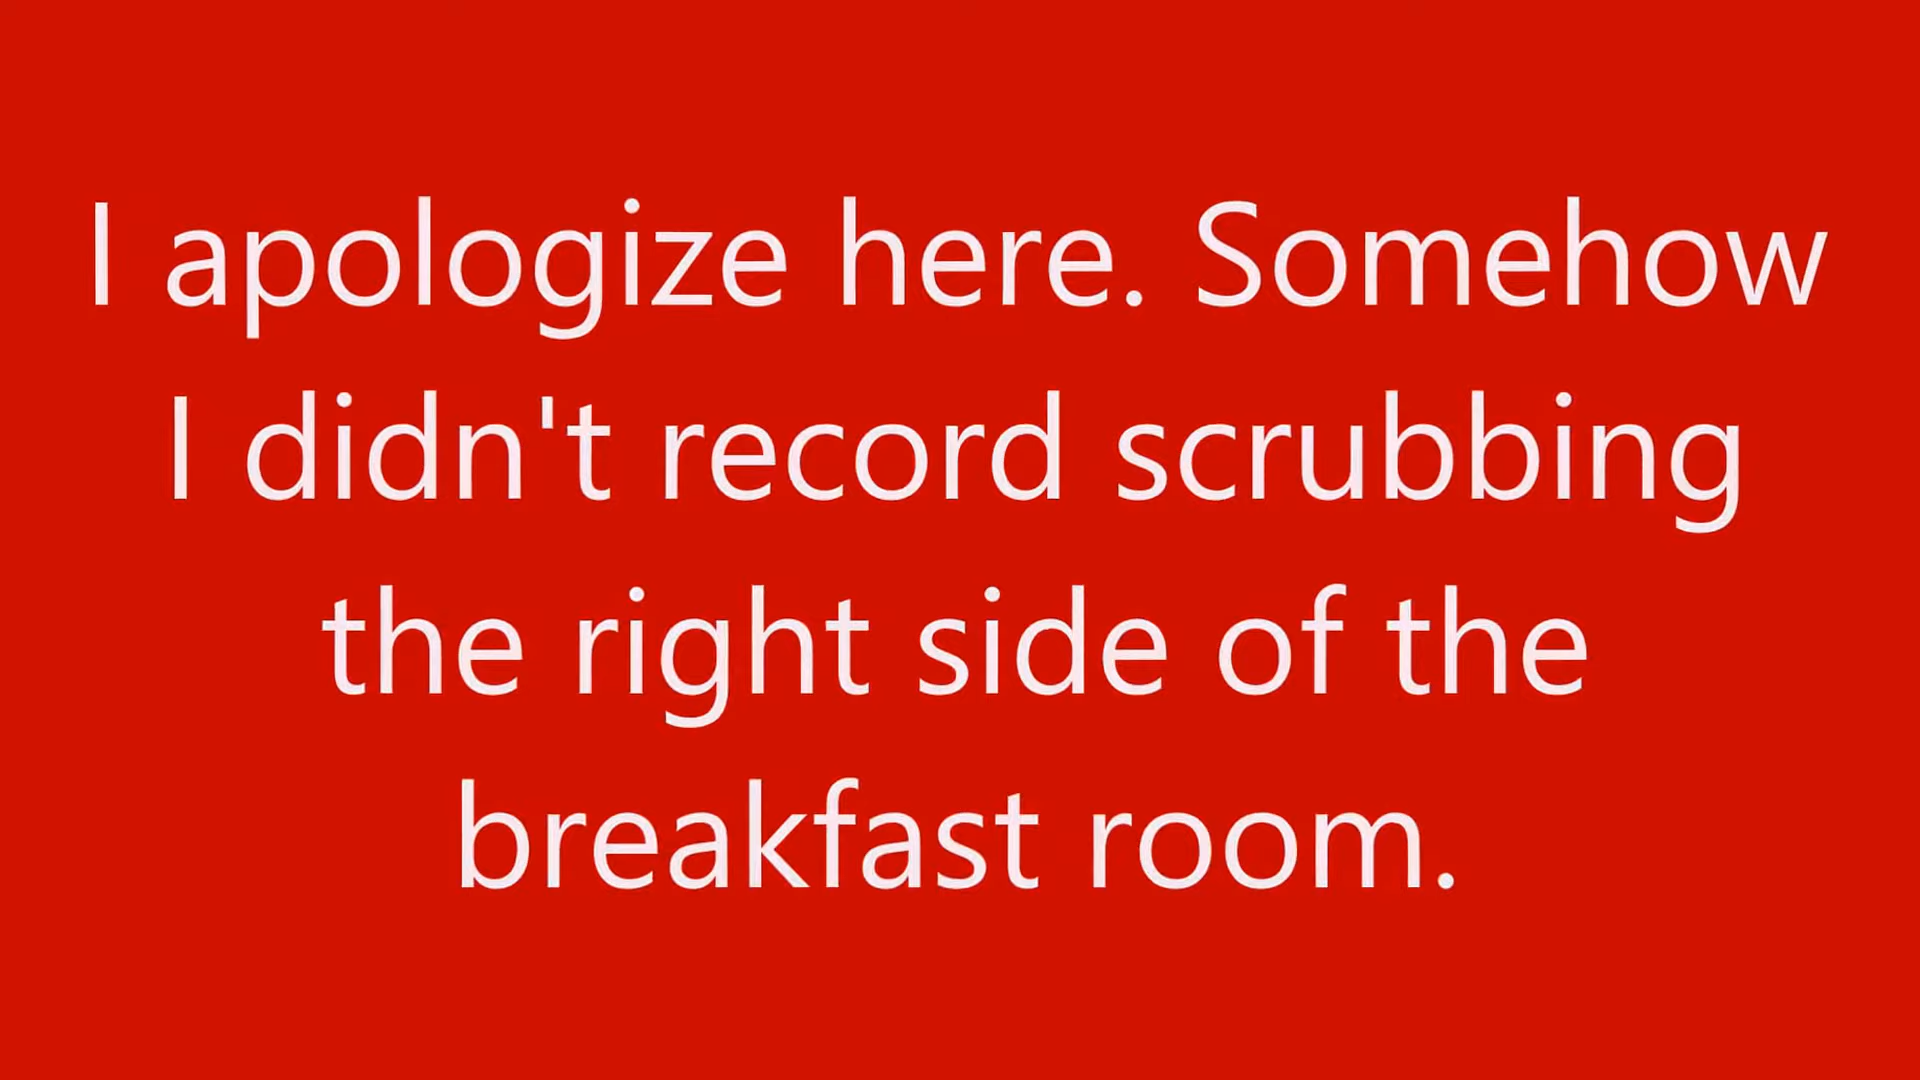 I apologize here. Somehow
I didn't record scrubbing
the right side of the
breakfast room.